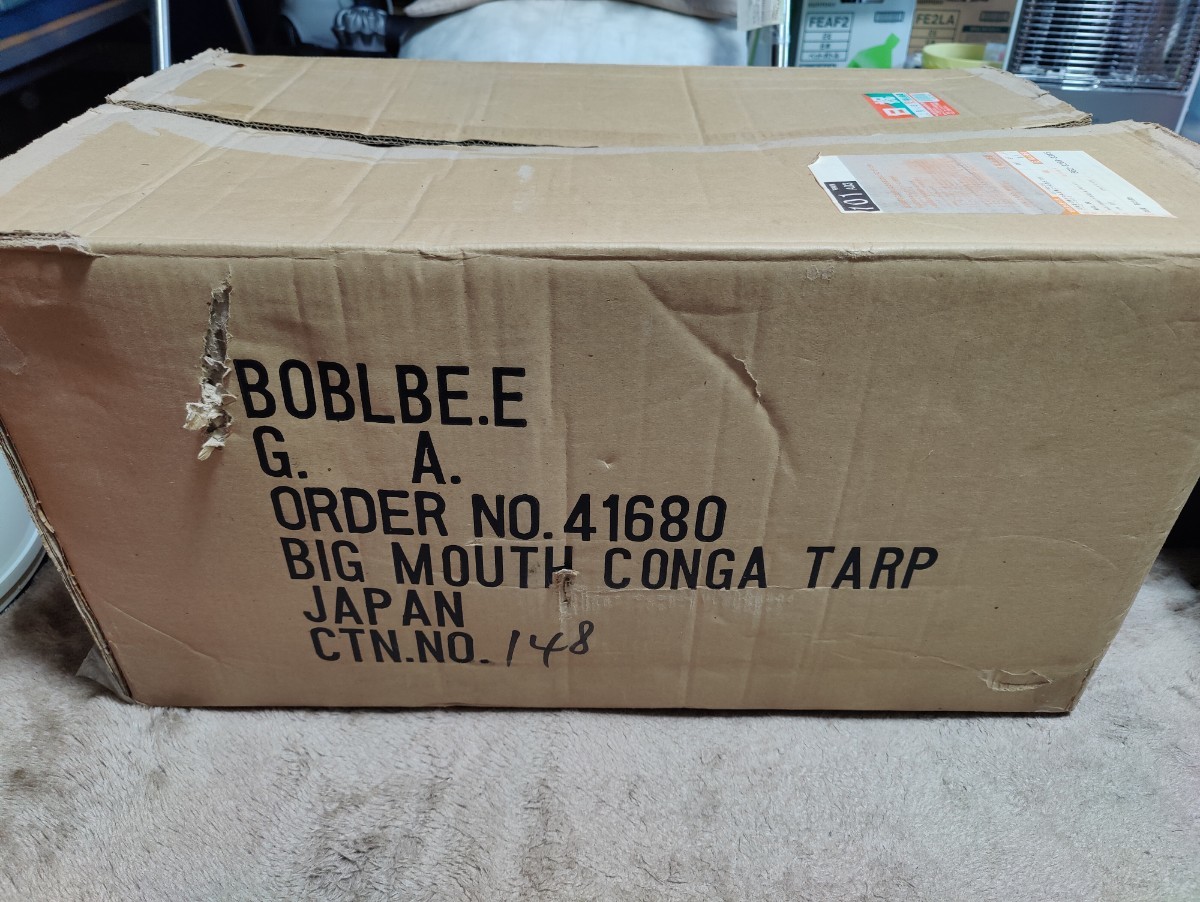 FEAF2
FE2LA
101
BOBLBE.E
G. A.
ORDER NO. 41680
BIG MOUTH CONGA TARP
JAPAN
CTN.NO. 148